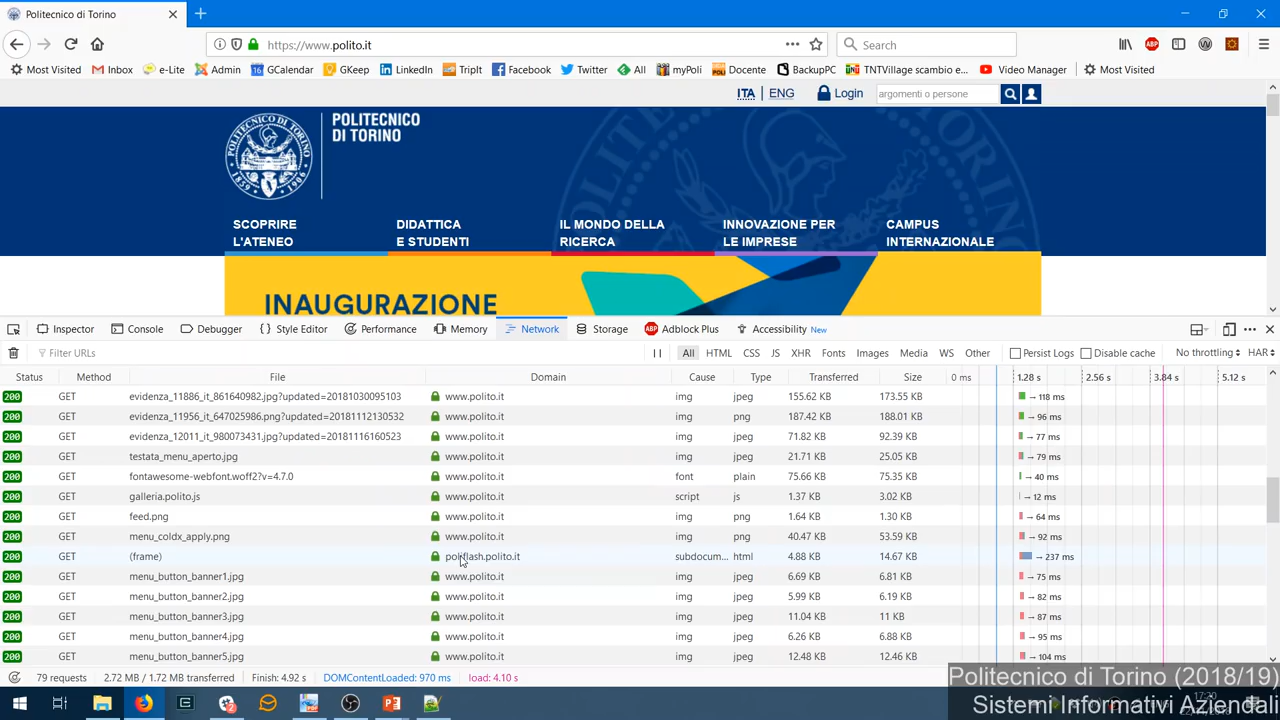 Politecnico di Torino
https://www.polito.it
Search
Most Visited Inbox e-Lite Admin GCalendar GKeep LinkedIn TripIt Facebook Twitter All myPoli Docente BackupPC TNTVillage scambio e... Video Manager Most Visited
ITA | ENG Login argomenti o persone
POLITECNICO
DI TORINO
1859 1906
SCOPRIRE
L'ATENEO
DIDATTICA
E STUDENTI
IL MONDO DELLA
RICERCA
INNOVAZIONE PER
LE IMPRESE
CAMPUS
INTERNAZIONALE
INAUGURAZIONE
Inspector Console Debugger Style Editor Performance Memory Network Storage Adblock Plus Accessibility New
Filter URLs All HTML CSS JS XHR Fonts Images Media WS Other Persist Logs Disable cache No throttling HAR
Status Method File Domain Cause Type Transferred Size 0 ms 1.28 s 2.56 s 3.84 s 5.12 s
200 GET evidenza_11886_it_861640982.jpg?updated=20181030095103 www.polito.it img jpeg 155.62 KB 173.55 KB → 118 ms
200 GET evidenza_11956_it_647025986.png?updated=20181112130532 www.polito.it img png 187.42 KB 188.01 KB → 96 ms
200 GET evidenza_12011_it_980073431.jpg?updated=20181116160523 www.polito.it img jpeg 71.82 KB 92.39 KB → 77 ms
200 GET testata_menu_aperto.jpg www.polito.it img jpeg 21.71 KB 25.05 KB → 79 ms
200 GET fontawesome-webfont.woff2?v=4.7.0 www.polito.it font plain 75.66 KB 75.35 KB → 40 ms
200 GET galleria.polito.js www.polito.it script js 1.37 KB 3.02 KB → 12 ms
200 GET feed.png www.polito.it img png 1.64 KB 1.30 KB → 64 ms
200 GET menu_coldx_apply.png www.polito.it img png 40.47 KB 53.59 KB → 92 ms
200 GET (frame) poliflash.polito.it subdocum... html 4.88 KB 14.67 KB → 237 ms
200 GET menu_button_banner1.jpg www.polito.it img jpeg 6.69 KB 6.81 KB → 75 ms
200 GET menu_button_banner2.jpg www.polito.it img jpeg 5.99 KB 6.19 KB → 82 ms
200 GET menu_button_banner3.jpg www.polito.it img jpeg 11.04 KB 11 KB → 87 ms
200 GET menu_button_banner4.jpg www.polito.it img jpeg 6.26 KB 6.88 KB → 95 ms
200 GET menu_button_banner5.jpg www.polito.it img jpeg 12.48 KB 12.46 KB → 104 ms
79 requests 2.72 MB / 1.72 MB transferred Finish: 4.92 s DOMContentLoaded: 970 ms load: 4.10 s
Politecnico di Torino (2018/19)
Sistemi Informativi Aziendali
17:20